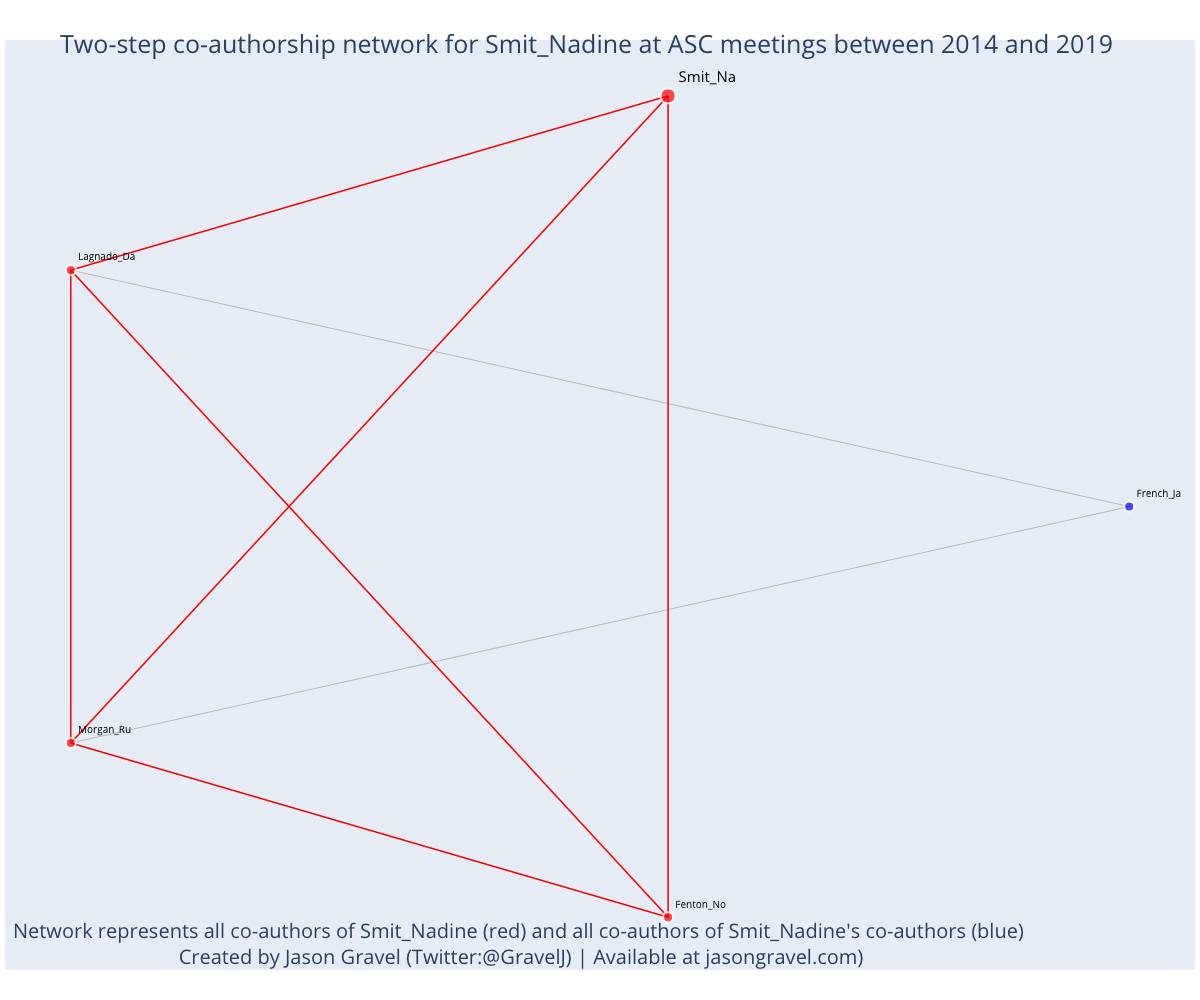 Two-step co-authorship network for Smit_Nadine at ASC meetings between 2014 and 2019
Smit_Na
Lagnado_Da
French_Ja
Morgan_Ru
Fenton_No
Network represents all co-authors of Smit_Nadine (red) and all co-authors of Smit_Nadine's co-authors (blue)
Created by Jason Gravel (Twitter:@GravelJ) | Available at jasongravel.com)